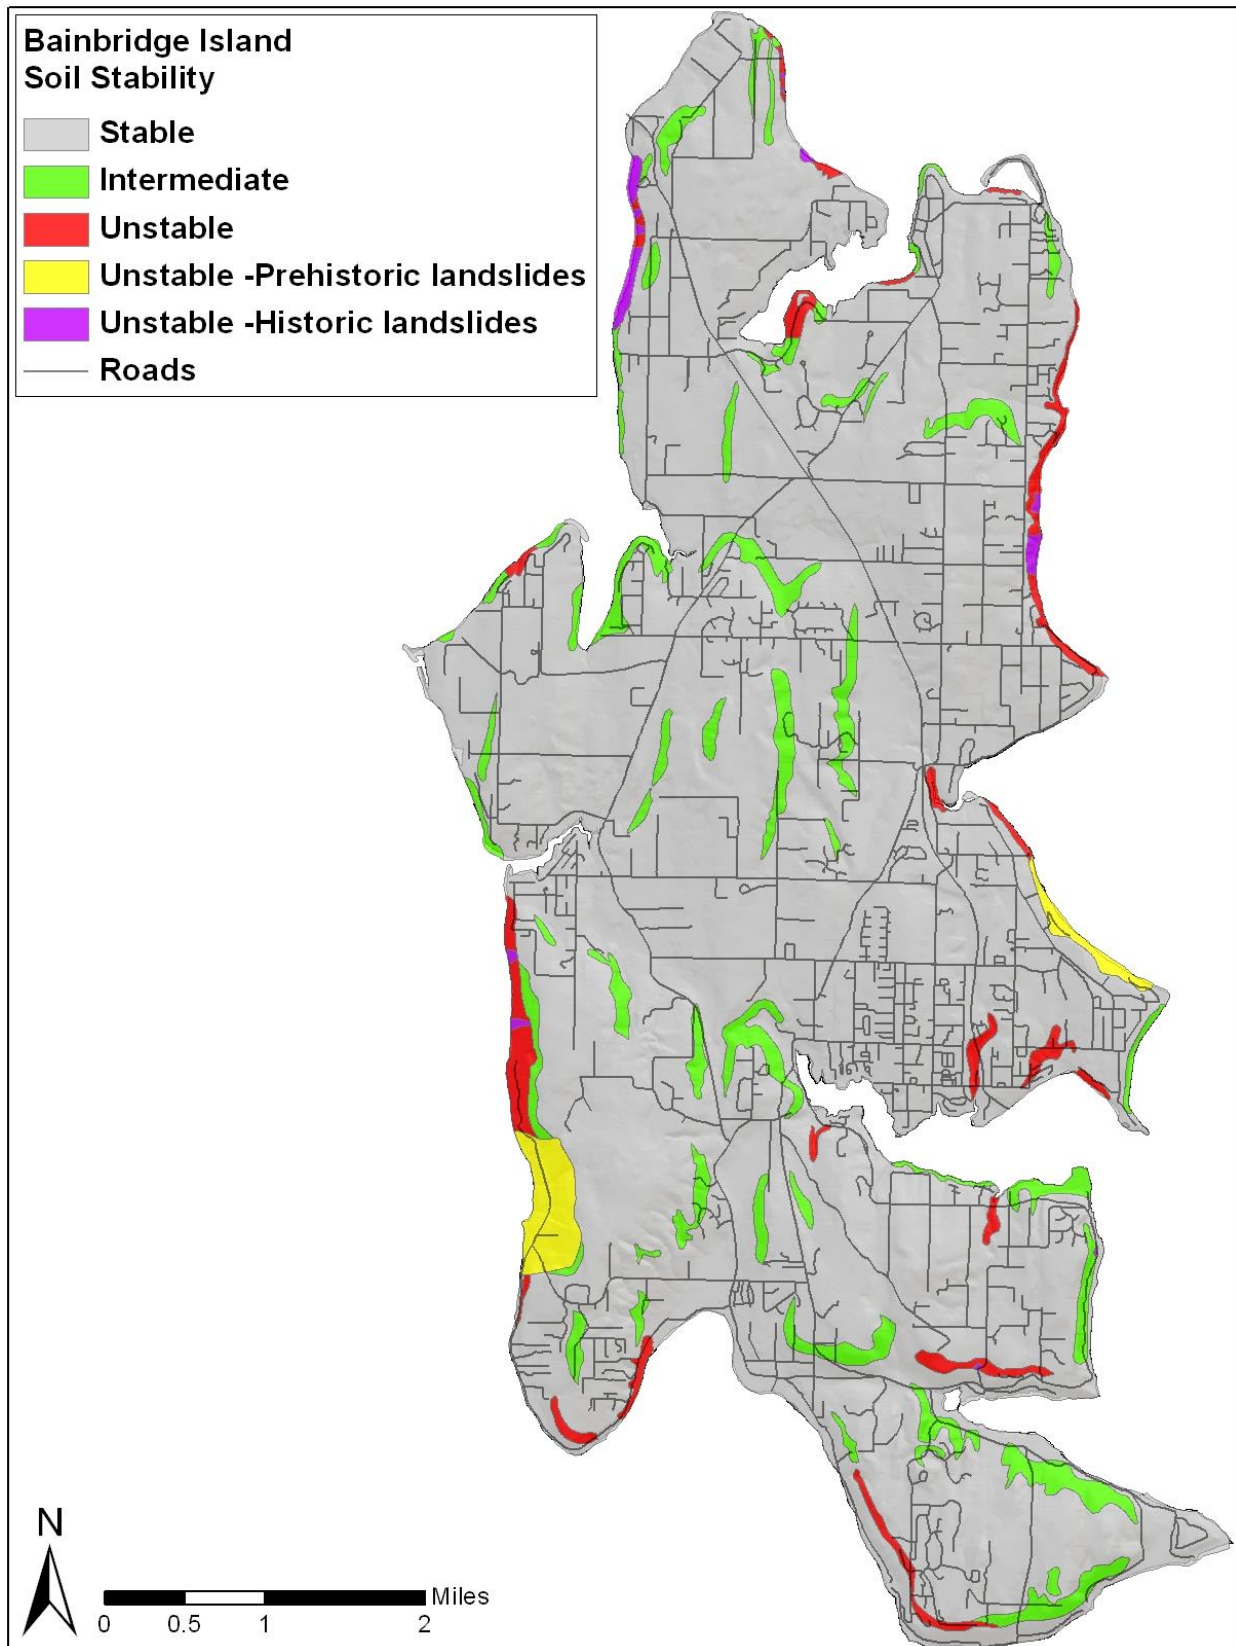 Bainbridge Island
Soil Stability
Stable
Intermediate
Unstable
Unstable -Prehistoric landslides
Unstable -Historic landslides
Roads
N
Miles
0 0.5 1 2